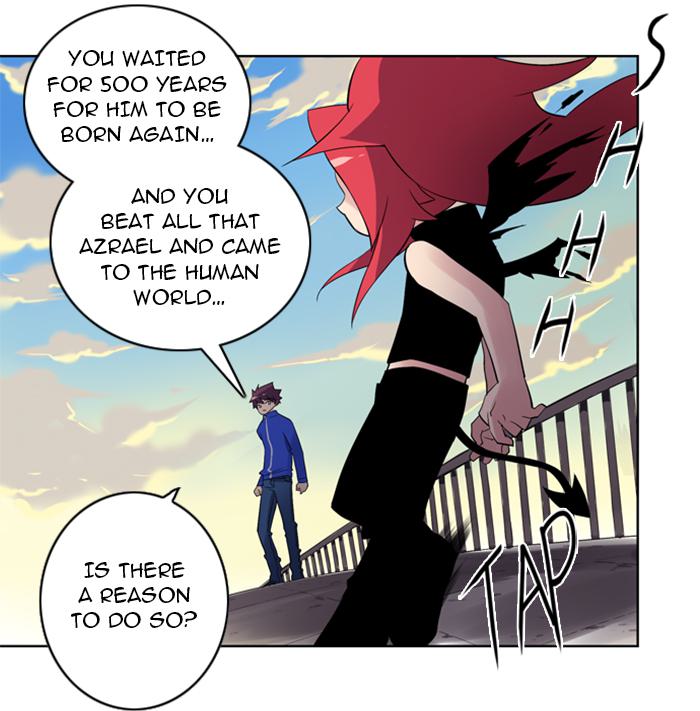 YOU WAITED
FOR 500 YEARS
FOR HIM TO BE
BORN AGAIN...
AND YOU
BEAT ALL THAT
AZRAEL AND CAME
TO THE HUMAN
WORLD...
SHHH
IS THERE
A REASON
TO DO SO?
TAP